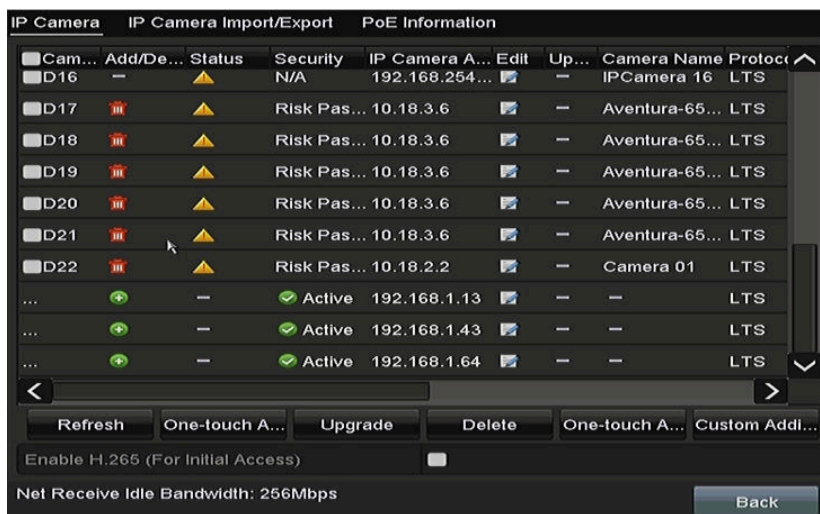 IP Camera IP Camera Import/Export PoE Information
Cam... Add/De... Status Security IP Camera A... Edit Up... Camera Name Protoc
D16 – N/A 192.168.254... – IPCamera 16 LTS
D17 Risk Pas... 10.18.3.6 – Aventura-65... LTS
D18 Risk Pas... 10.18.3.6 – Aventura-65... LTS
D19 Risk Pas... 10.18.3.6 – Aventura-65... LTS
D20 Risk Pas... 10.18.3.6 – Aventura-65... LTS
D21 Risk Pas... 10.18.3.6 – Aventura-65... LTS
D22 Risk Pas... 10.18.2.2 – Camera 01 LTS
... – Active 192.168.1.13 – – LTS
... – Active 192.168.1.43 – – LTS
... – Active 192.168.1.64 – – LTS
Refresh One-touch A... Upgrade Delete One-touch A... Custom Addi...
Enable H.265 (For Initial Access)
Net Receive Idle Bandwidth: 256Mbps
Back